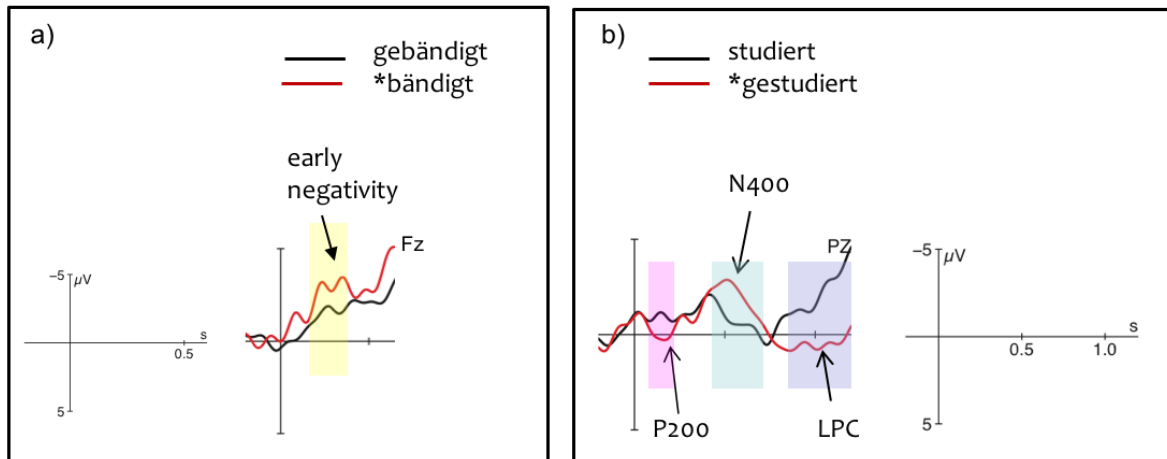 a)
gebändigt
*bändigt
early
negativity
Fz
–5
µV
s
0.5
5
b)
studiert
*gestudiert
N400
PZ
–5
µV
s
0.5
1.0
5
P200
LPC